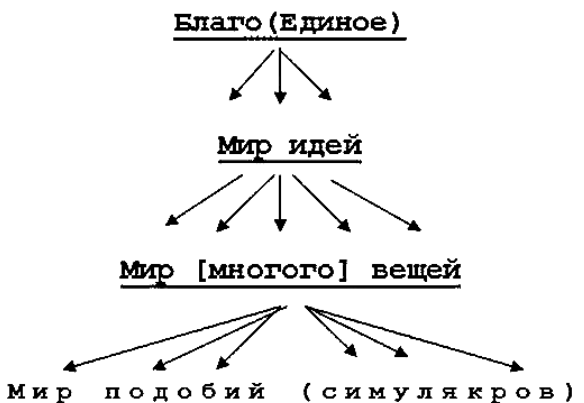 Благо(Единое)
Мир идей
Мир [многого] вещей
Мир подобий (симулякров)